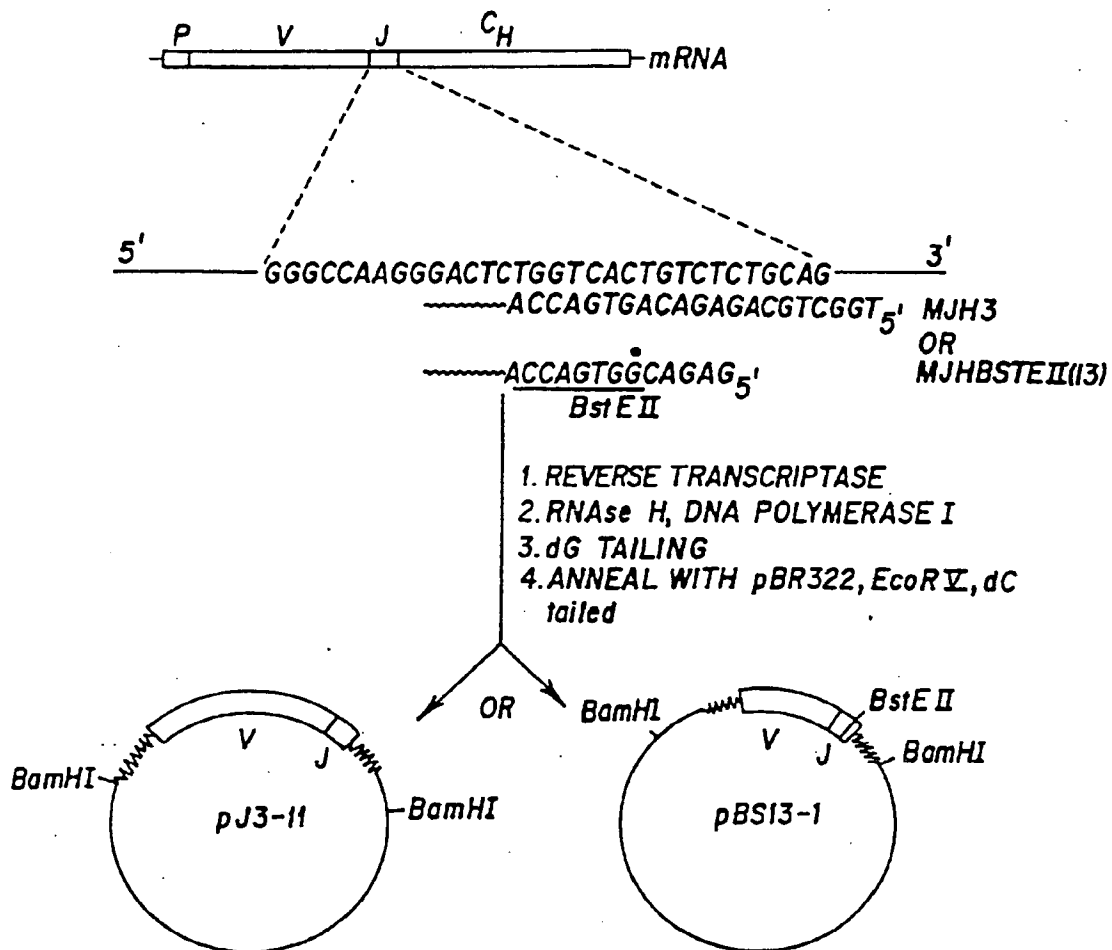 P V J CH
mRNA
5' 3'
GGGCCAAGGGACTCTGGTCACTGTCTCTGCAG
ACCAGTGACAGAGACGTCGGT5' MJH3
OR
MJHBSTEII(13)
ACCAGTGGCAGAG5'
BstEII
1. REVERSE TRANSCRIPTASE
2. RNAse H, DNA POLYMERASE I
3. dG TAILING
4. ANNEAL WITH pBR322, EcoRV, dC
tailed
OR
BamHI
V
J
BamHI
pJ3-11
BamHI
V
J
BstEII
BamHI
pBS13-1